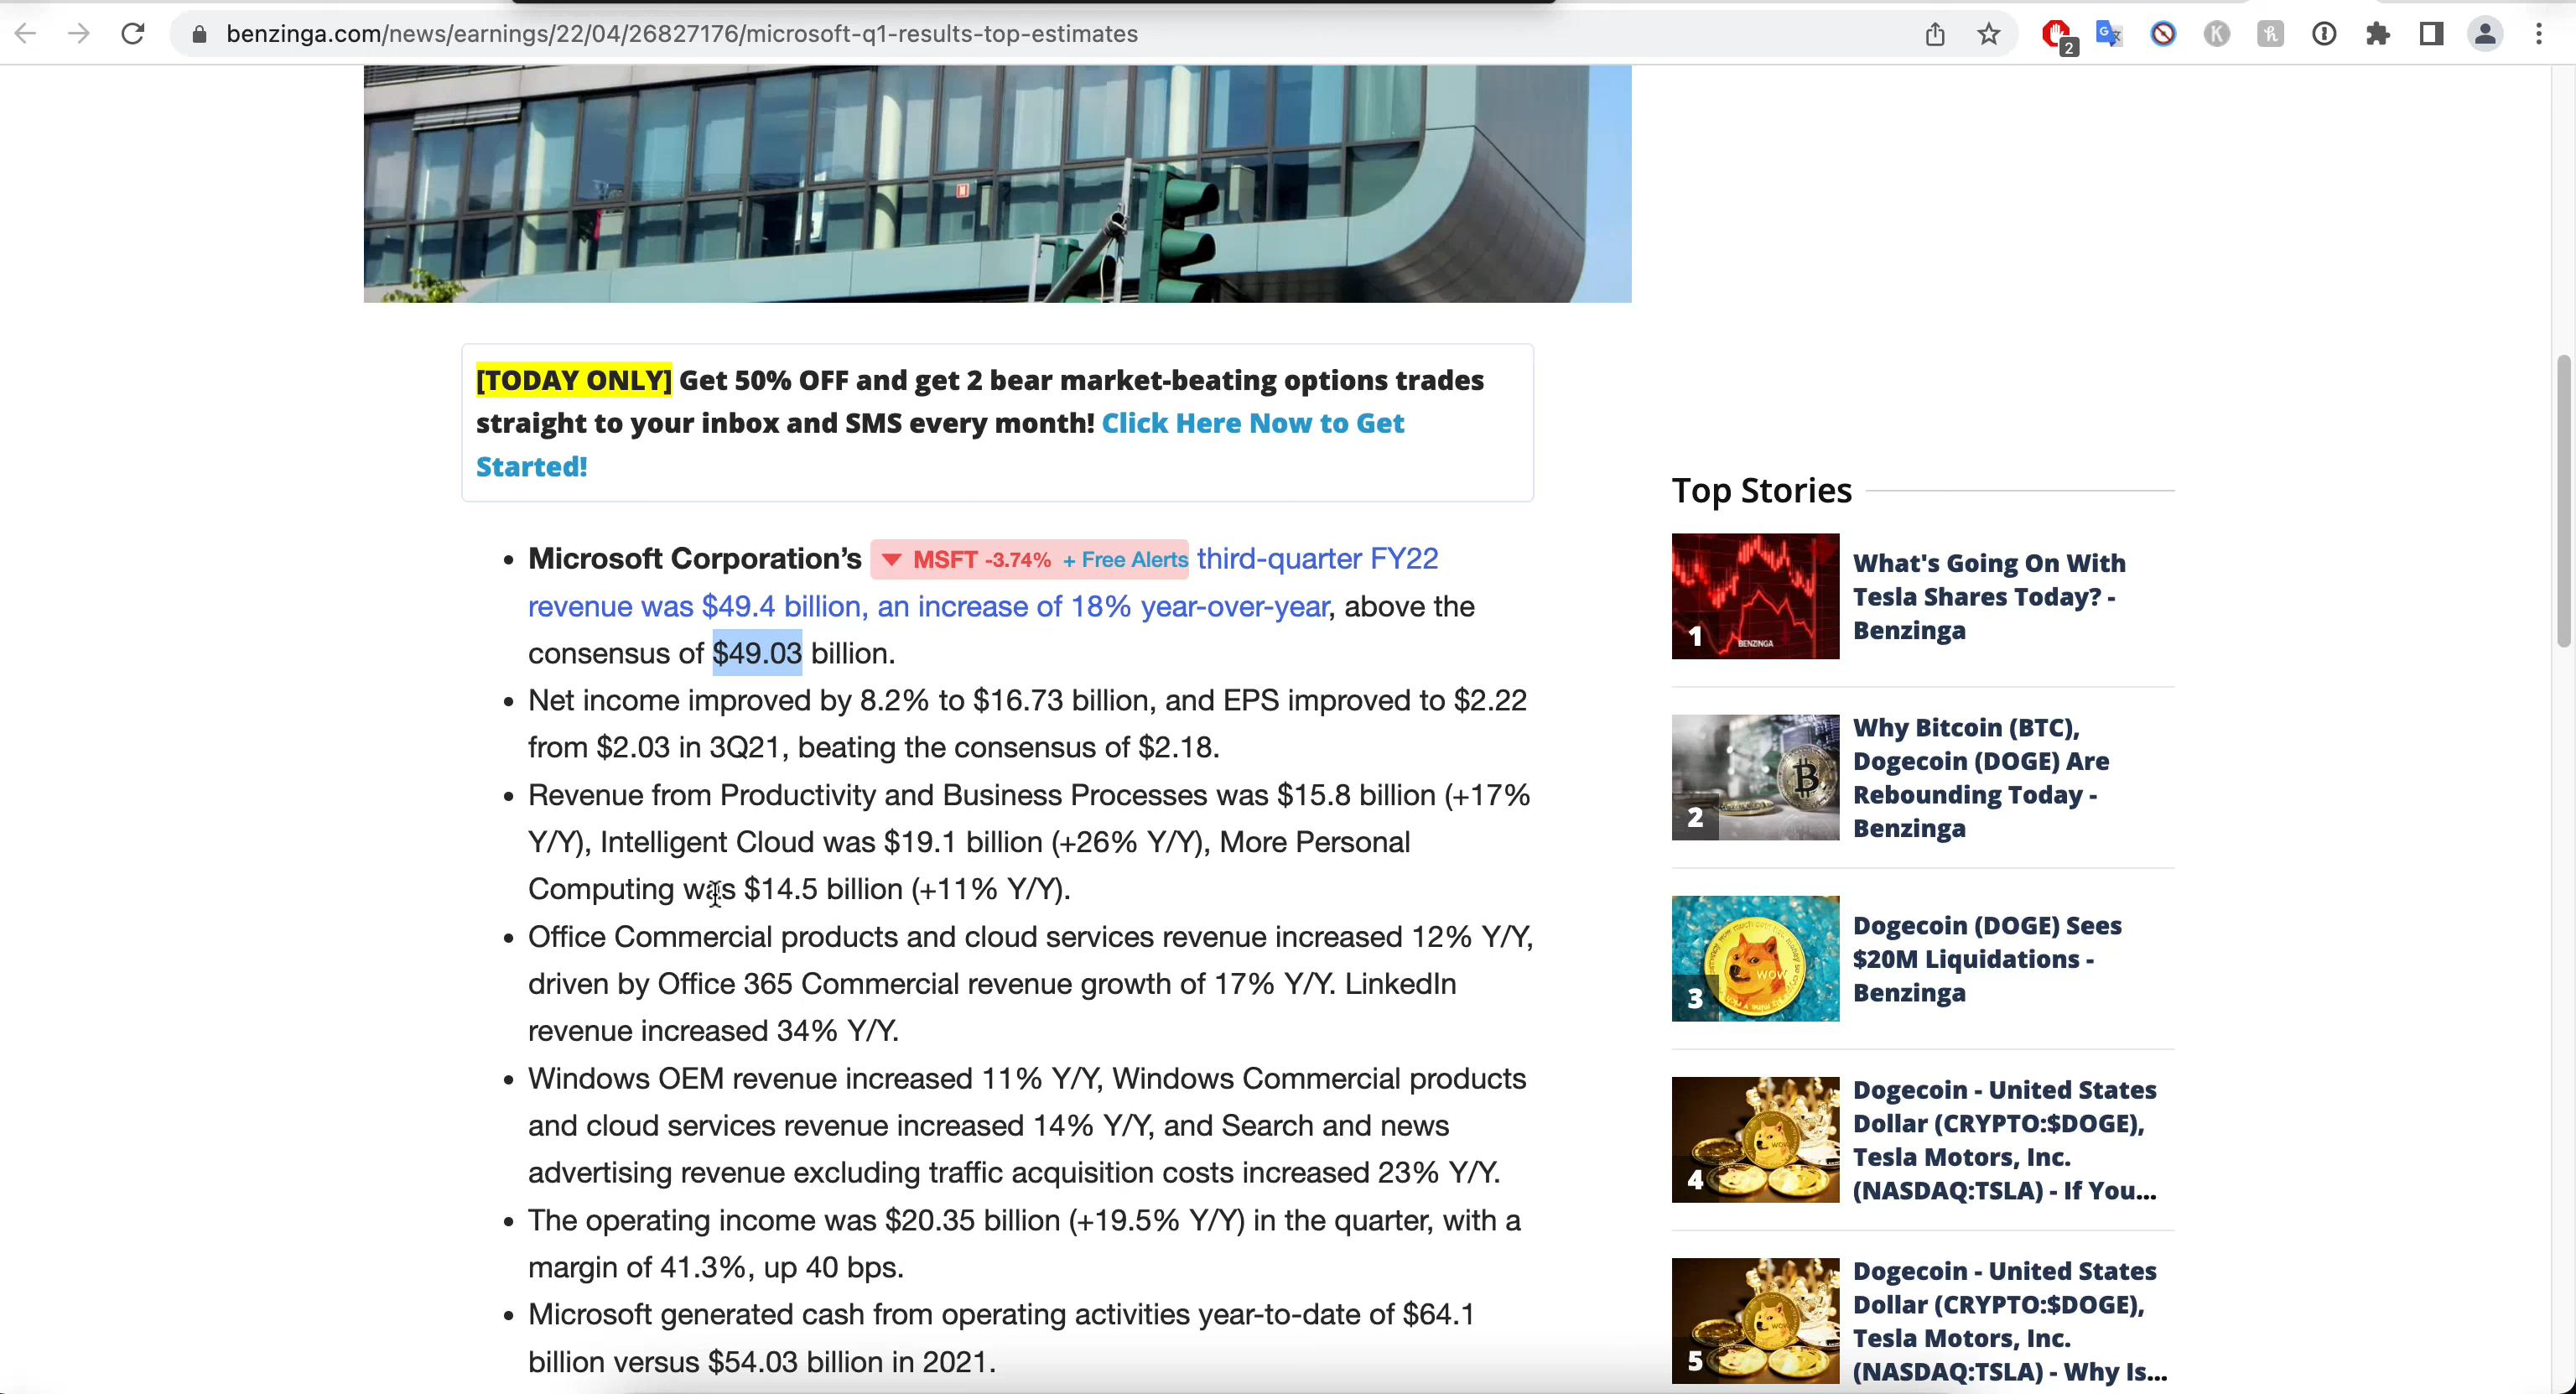 benzinga.com/news/earnings/22/04/26827176/microsoft-q1-results-top-estimates
2
[TODAY ONLY] Get 50% OFF and get 2 bear market-beating options trades
straight to your inbox and SMS every month! Click Here Now to Get
Started!
• Microsoft Corporation’s ▼ MSFT -3.74% + Free Alerts third-quarter FY22
revenue was $49.4 billion, an increase of 18% year-over-year, above the
consensus of $49.03 billion.
• Net income improved by 8.2% to $16.73 billion, and EPS improved to $2.22
from $2.03 in 3Q21, beating the consensus of $2.18.
• Revenue from Productivity and Business Processes was $15.8 billion (+17%
Y/Y), Intelligent Cloud was $19.1 billion (+26% Y/Y), More Personal
Computing was $14.5 billion (+11% Y/Y).
• Office Commercial products and cloud services revenue increased 12% Y/Y,
driven by Office 365 Commercial revenue growth of 17% Y/Y. LinkedIn
revenue increased 34% Y/Y.
• Windows OEM revenue increased 11% Y/Y, Windows Commercial products
and cloud services revenue increased 14% Y/Y, and Search and news
advertising revenue excluding traffic acquisition costs increased 23% Y/Y.
• The operating income was $20.35 billion (+19.5% Y/Y) in the quarter, with a
margin of 41.3%, up 40 bps.
• Microsoft generated cash from operating activities year-to-date of $64.1
billion versus $54.03 billion in 2021.
Top Stories
1
BENZINGA
What's Going On With
Tesla Shares Today? -
Benzinga
2
Why Bitcoin (BTC),
Dogecoin (DOGE) Are
Rebounding Today -
Benzinga
3
WOW
Dogecoin (DOGE) Sees
$20M Liquidations -
Benzinga
4
Dogecoin - United States
Dollar (CRYPTO:$DOGE),
Tesla Motors, Inc.
(NASDAQ:TSLA) - If You...
5
Dogecoin - United States
Dollar (CRYPTO:$DOGE),
Tesla Motors, Inc.
(NASDAQ:TSLA) - Why Is...